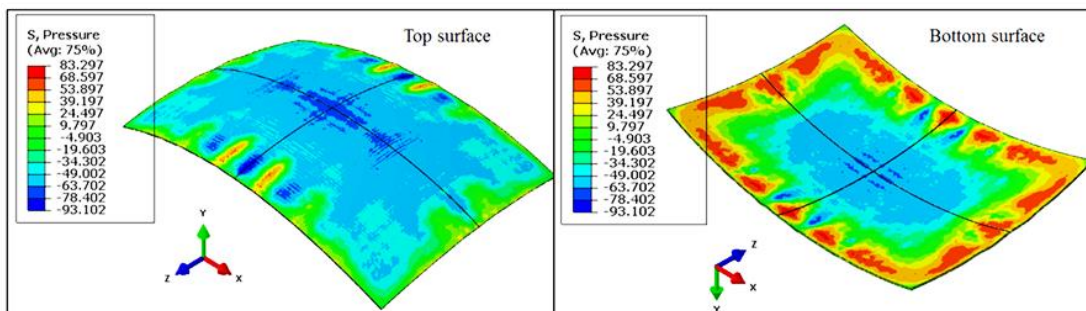 S, Pressure
(Avg: 75%)
83.297
68.597
53.897
39.197
24.497
9.797
-4.903
-19.603
-34.302
-49.002
-63.702
-78.402
-93.102
Top surface
Y
Z
X
S, Pressure
(Avg: 75%)
83.297
68.597
53.897
39.197
24.497
9.797
-4.903
-19.603
-34.302
-49.002
-63.702
-78.402
-93.102
Bottom surface
Z
X
Y